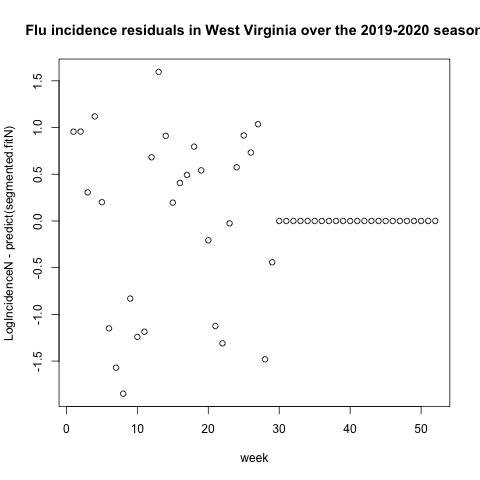 Flu incidence residuals in West Virginia over the 2019-2020 season
LogIncidenceN - predict(segmented.fitN)
1.5
1.0
0.5
0.0
-0.5
-1.0
-1.5
0 10 20 30 40 50
week